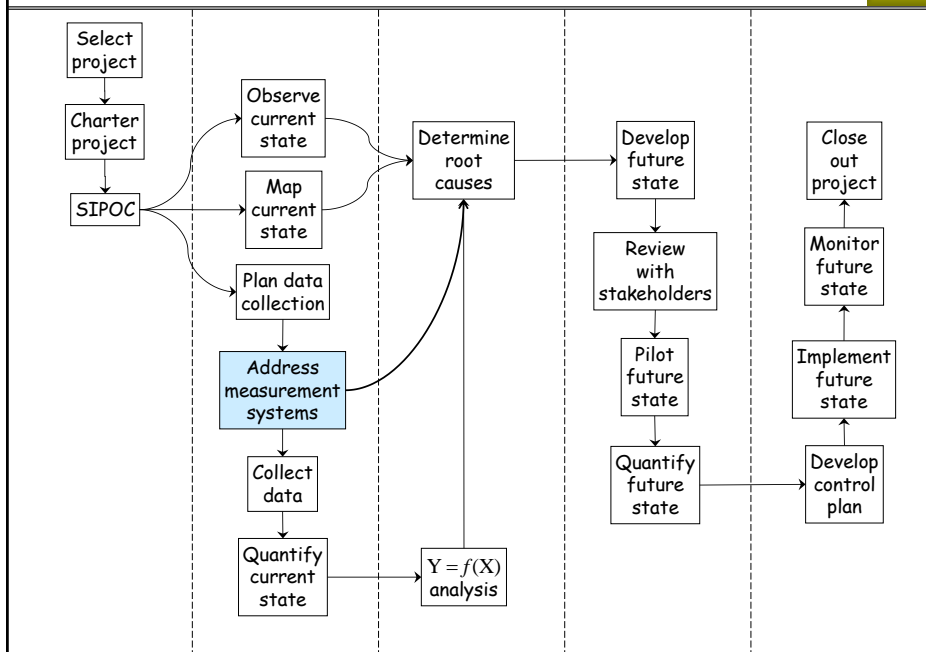 Select
project
Charter
project
SIPOC
Observe
current
state
Map
current
state
Plan data
collection
Address
measurement
systems
Collect
data
Quantify
current
state
Determine
root
causes
Y = f(X)
analysis
Develop
future
state
Review
with
stakeholders
Pilot
future
state
Quantify
future
state
Close
out
project
Monitor
future
state
Implement
future
state
Develop
control
plan